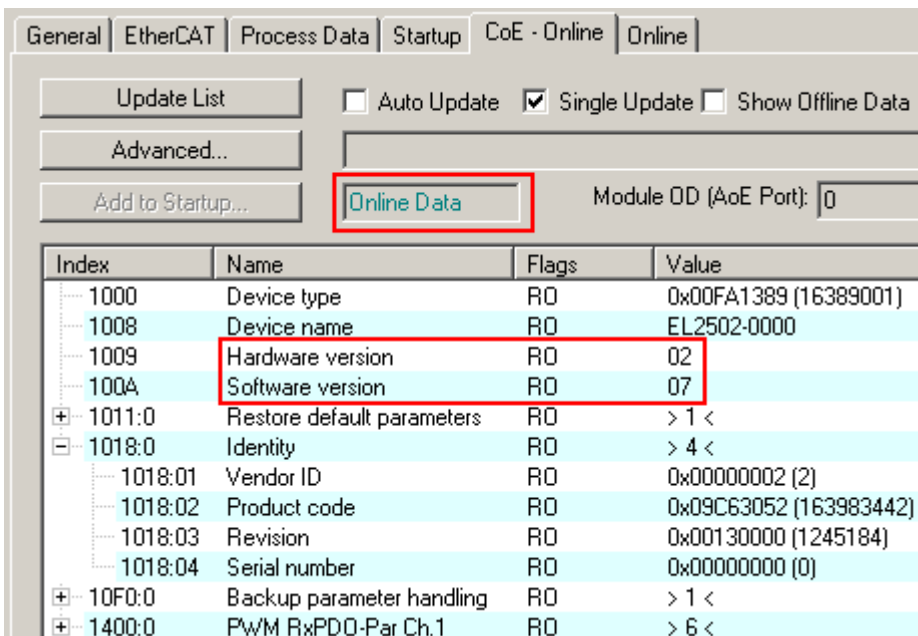 General EtherCAT Process Data Startup CoE - Online Online
Update List Auto Update Single Update Show Offline Data
Advanced...
Add to Startup... Online Data Module OD (AoE Port): 0
Index Name Flags Value
1000 Device type RO 0x00FA1389 (16389001)
1008 Device name RO EL2502-0000
1009 Hardware version RO 02
100A Software version RO 07
1011:0 Restore default parameters RO > 1 <
1018:0 Identity RO > 4 <
1018:01 Vendor ID RO 0x00000002 (2)
1018:02 Product code RO 0x09C63052 (163983442)
1018:03 Revision RO 0x00130000 (1245184)
1018:04 Serial number RO 0x00000000 (0)
10F0:0 Backup parameter handling RO > 1 <
1400:0 PWM RxPDO-Par Ch.1 RO > 6 <